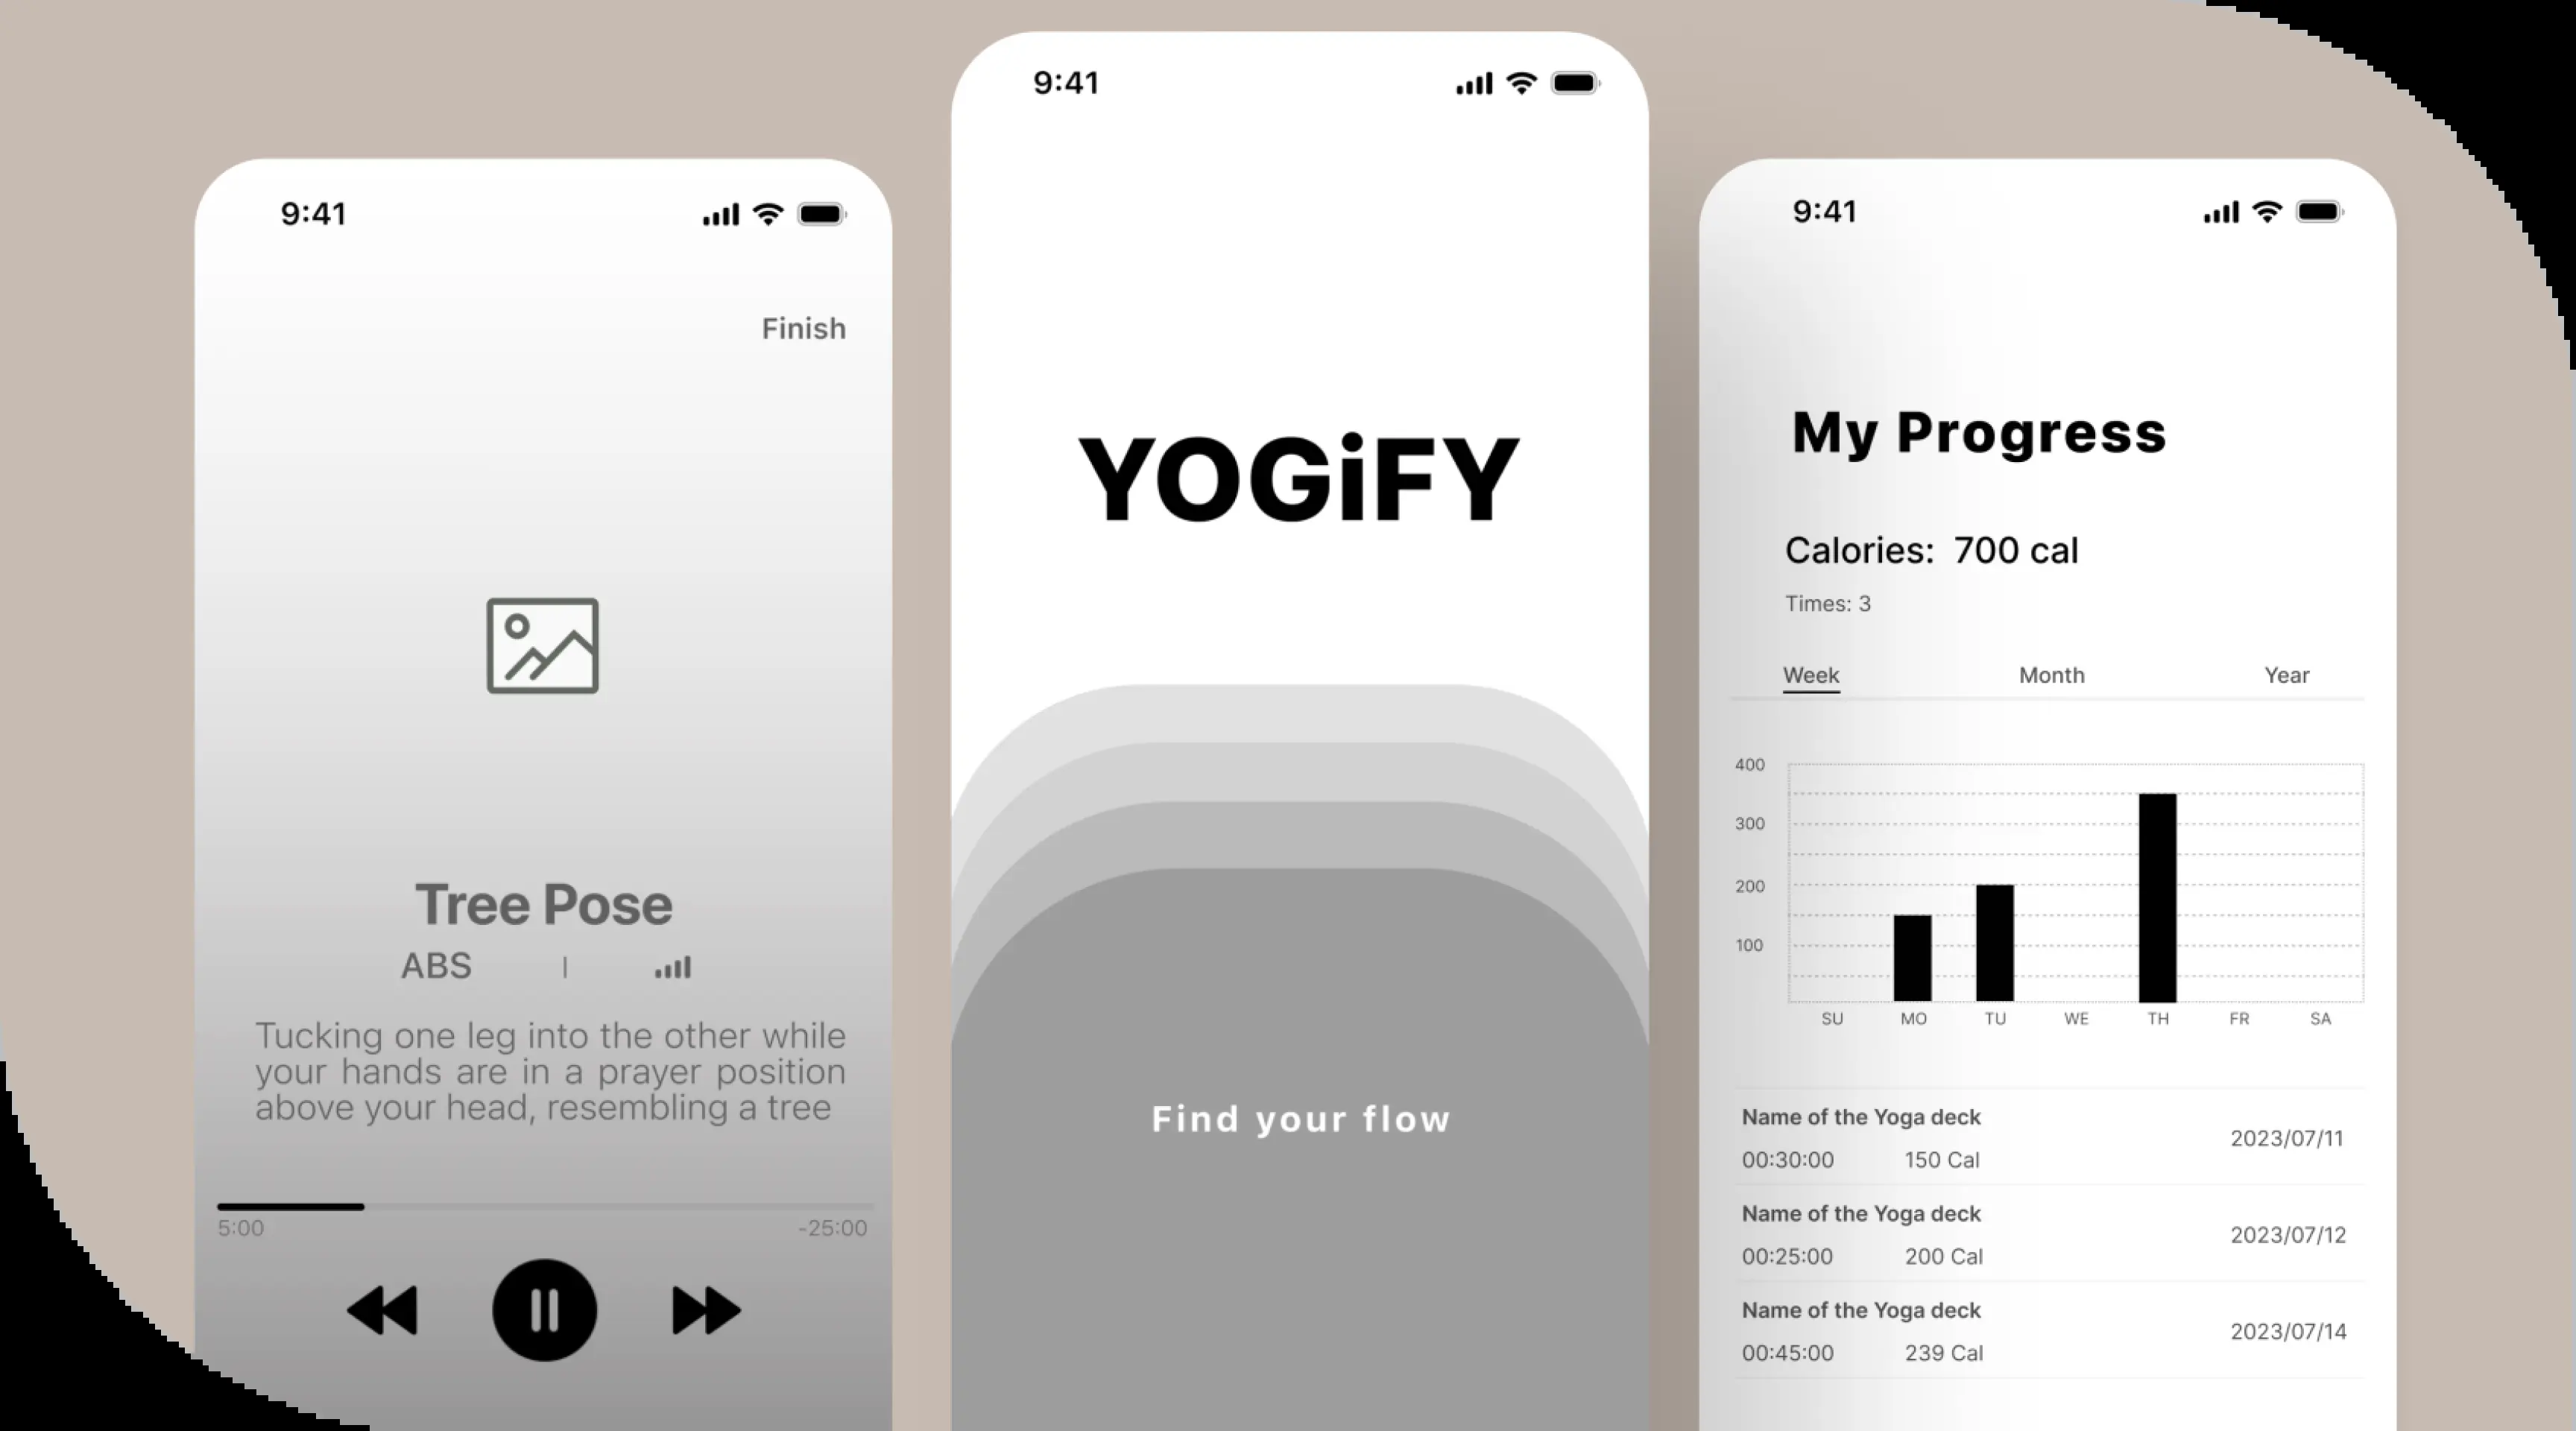 9:41
Finish
Tree Pose
ABS |
Tucking one leg into the other while
your hands are in a prayer position
above your head, resembling a tree
5:00 -25:00
9:41
YOGiFY
Find your flow
9:41
My Progress
Calories: 700 cal
Times: 3
Week Month Year
400
300
200
100
SU MO TU WE TH FR SA
Name of the Yoga deck
2023/07/11
00:30:00 150 Cal
Name of the Yoga deck
2023/07/12
00:25:00 200 Cal
Name of the Yoga deck
2023/07/14
00:45:00 239 Cal